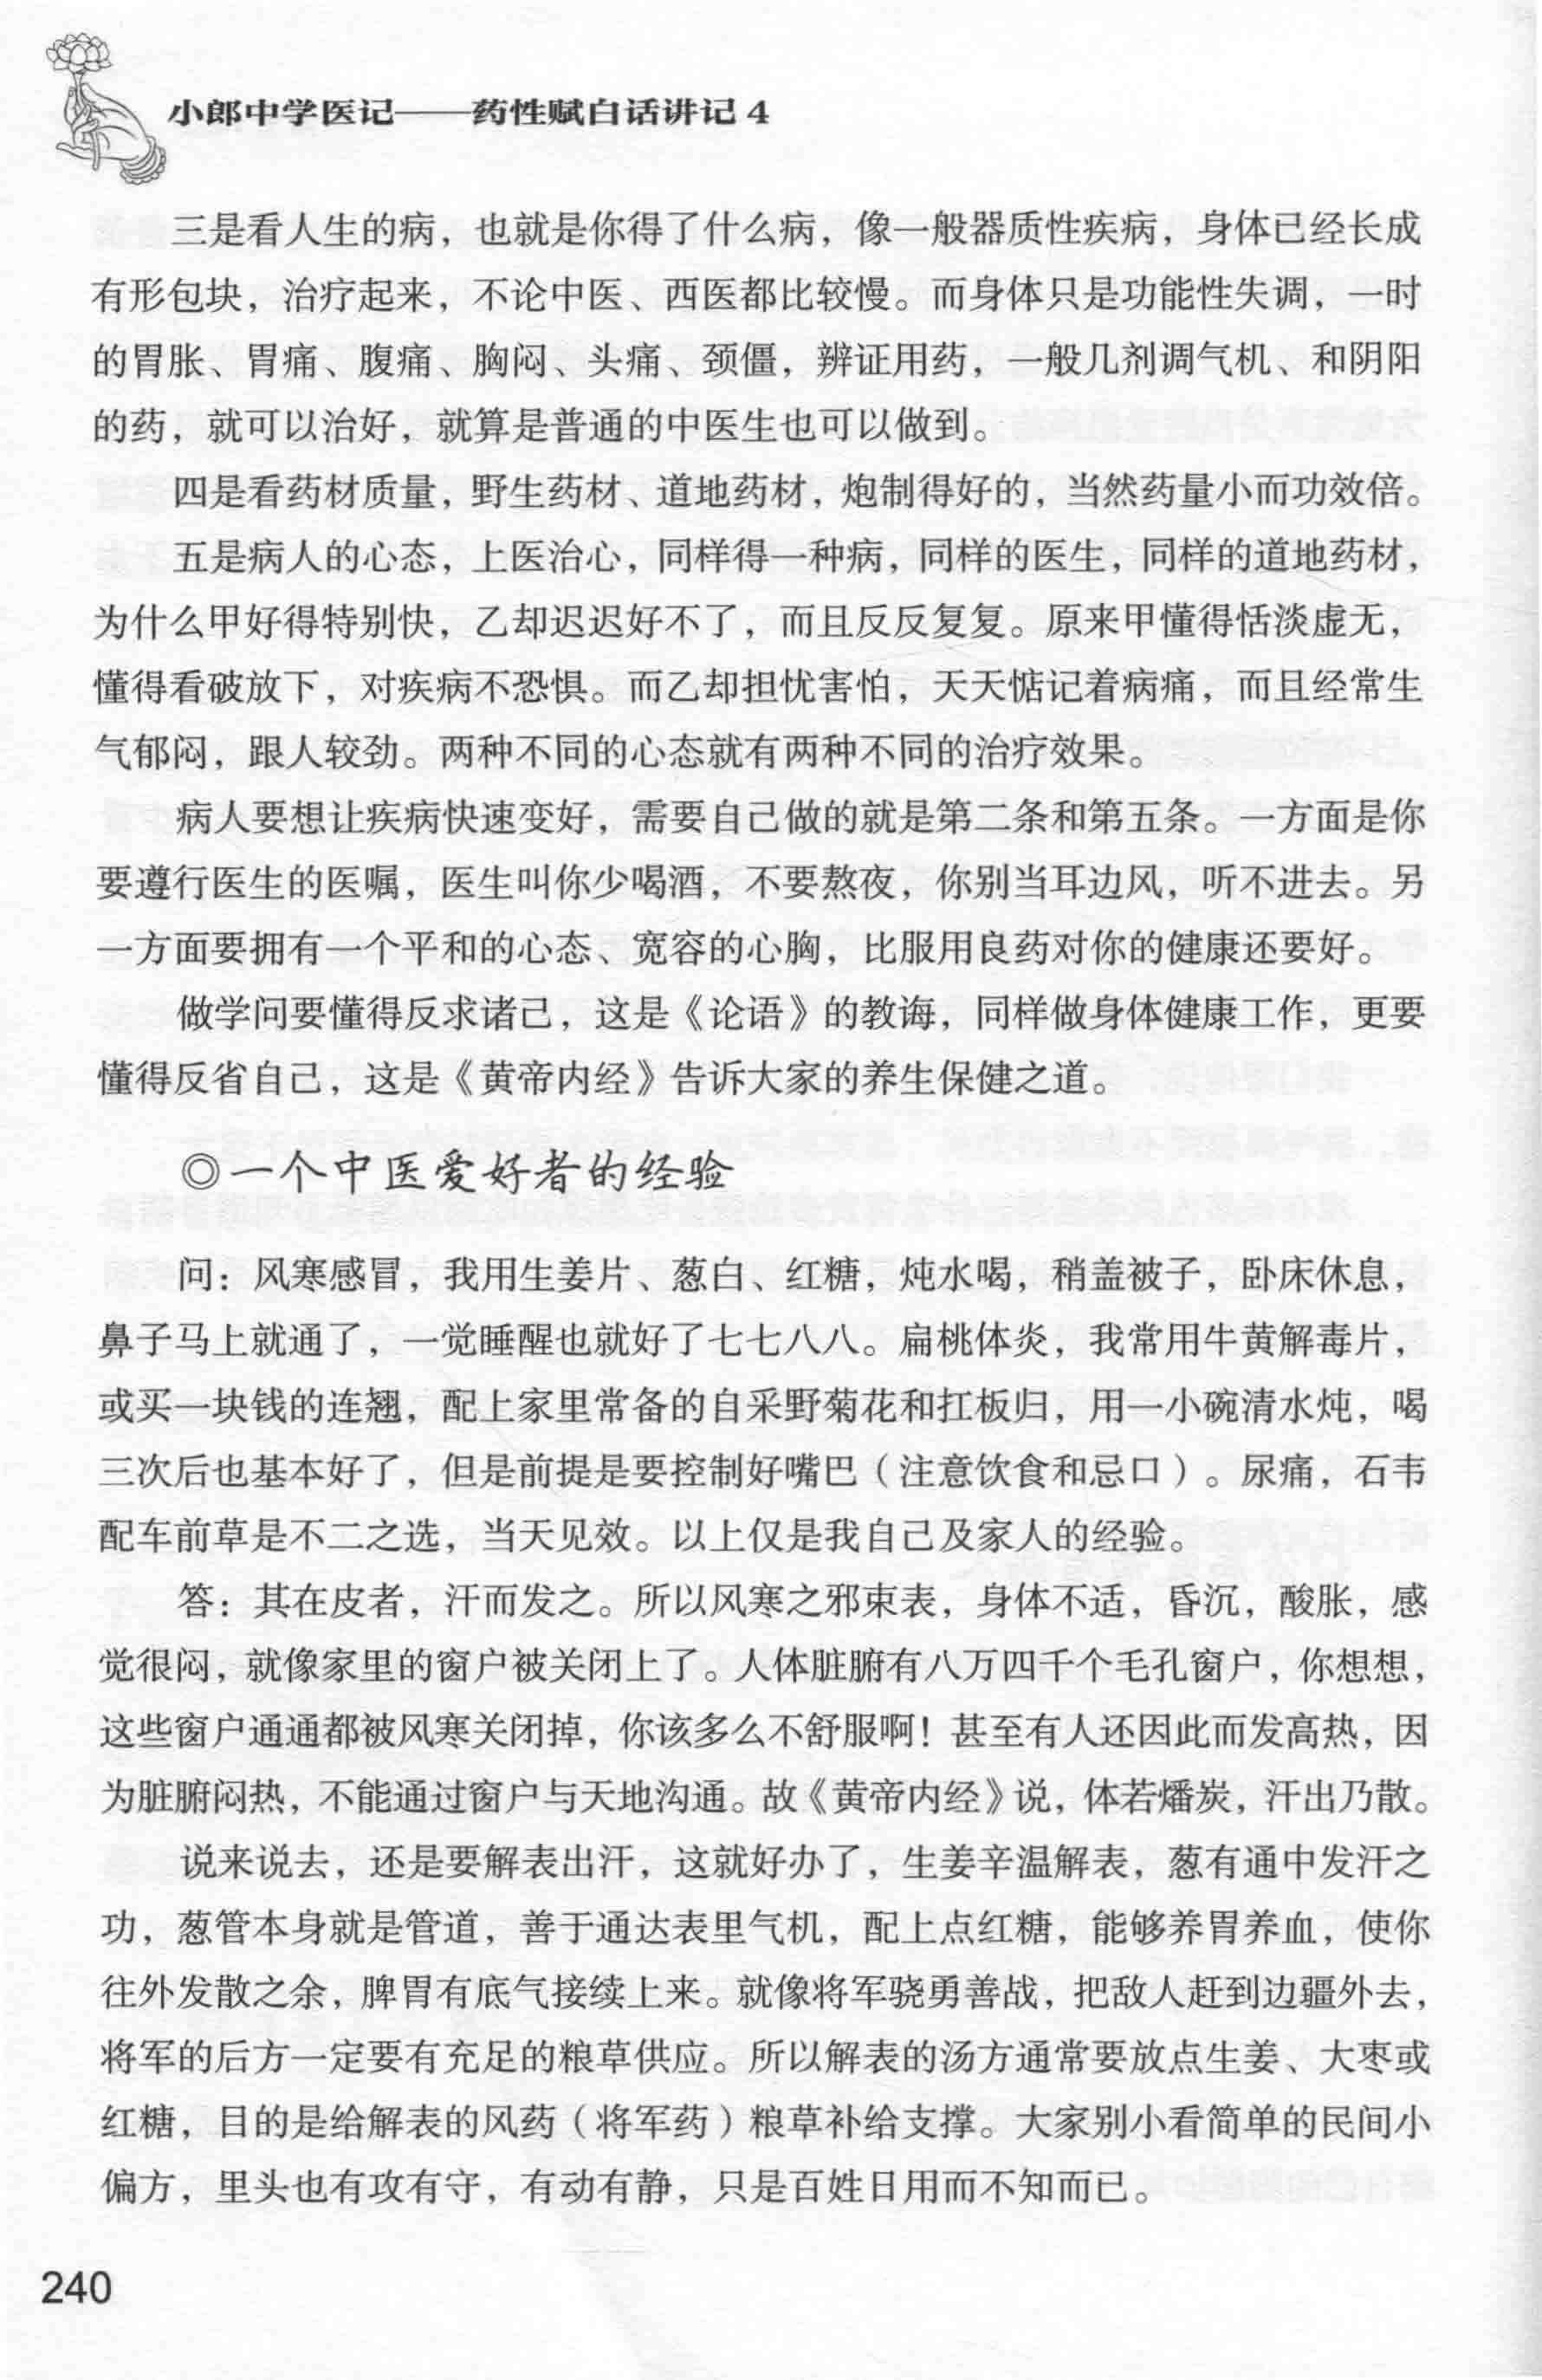 小郎中学医记——药性赋白话讲记 4
三是看人生的病，也就是你得了什么病，像一般器质性疾病，身体已经长成
有形包块，治疗起来，不论中医、西医都比较慢。而身体只是功能性失调，一时
的胃胀、胃痛、腹痛、胸闷、头痛、颈僵，辨证用药，一般几剂调气机、和阴阳
的药，就可以治好，就算是普通的中医生也可以做到。
四是看药材质量，野生药材、道地药材，炮制得好的，当然药量小而功效倍。
五是病人的心态，上医治心，同样得一种病，同样的医生，同样的道地药材，
为什么甲好得特别快，乙却迟迟好不了，而且反反复复。原来甲懂得恬淡虚无，
懂得看破放下，对疾病不恐惧。而乙却担忧害怕，天天惦记着病痛，而且经常生
气郁闷，跟人较劲。两种不同的心态就有两种不同的治疗效果。
病人要想让疾病快速变好，需要自己做的就是第二条和第五条。一方面是你
要遵行医生的医嘱，医生叫你少喝酒，不要熬夜，你别当耳边风，听不进去。另
一方面要拥有一个平和的心态、宽容的心胸，比服用良药对你的健康还要好。
做学问要懂得反求诸己，这是《论语》的教诲，同样做身体健康工作，更要
懂得反省自己，这是《黄帝内经》告诉大家的养生保健之道。
◎一个中医爱好者的经验
问：风寒感冒，我用生姜片、葱白、红糖，炖水喝，稍盖被子，卧床休息，
鼻子马上就通了，一觉睡醒也就好了七七八八。扁桃体炎，我常用牛黄解毒片，
或买一块钱的连翘，配上家里常备的自采野菊花和扛板归，用一小碗清水炖，喝
三次后也基本好了，但是前提是要控制好嘴巴（注意饮食和忌口）。尿痛，石韦
配车前草是不二之选，当天见效。以上仅是我自己及家人的经验。
答：其在皮者，汗而发之。所以风寒之邪束表，身体不适，昏沉，酸胀，感
觉很闷，就像家里的窗户被关闭上了。人体脏腑有八万四千个毛孔窗户，你想想，
这些窗户通通都被风寒关闭掉，你该多么不舒服啊！甚至有人还因此而发高热，因
为脏腑闷热，不能通过窗户与天地沟通。故《黄帝内经》说，体若燔炭，汗出乃散。
说来说去，还是要解表出汗，这就好办了，生姜辛温解表，葱有通中发汗之
功，葱管本身就是管道，善于通达表里气机，配上点红糖，能够养胃养血，使你
往外发散之余，脾胃有底气接续上来。就像将军骁勇善战，把敌人赶到边疆外去，
将军的后方一定要有充足的粮草供应。所以解表的汤方通常要放点生姜、大枣或
红糖，目的是给解表的风药（将军药）粮草补给支撑。大家别小看简单的民间小
偏方，里头也有攻有守，有动有静，只是百姓日用而不知而已。
240